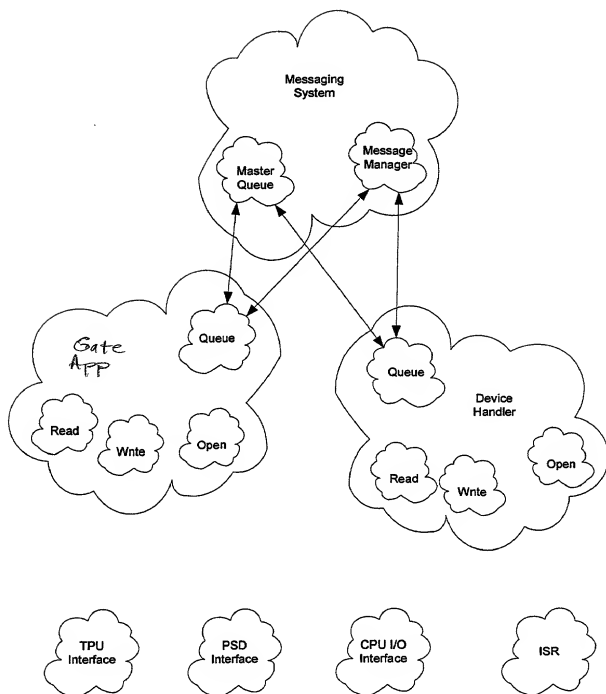 Messaging
System
Master
Queue
Message
Manager
Gate
App
Queue
Read
Wnte
Open
Queue
Device
Handler
Read
Wnte
Open
TPU
Interface
PSD
Interface
CPU I/O
Interface
ISR